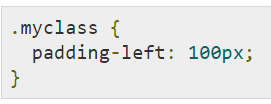 .myclass {
  padding-left: 100px;
}